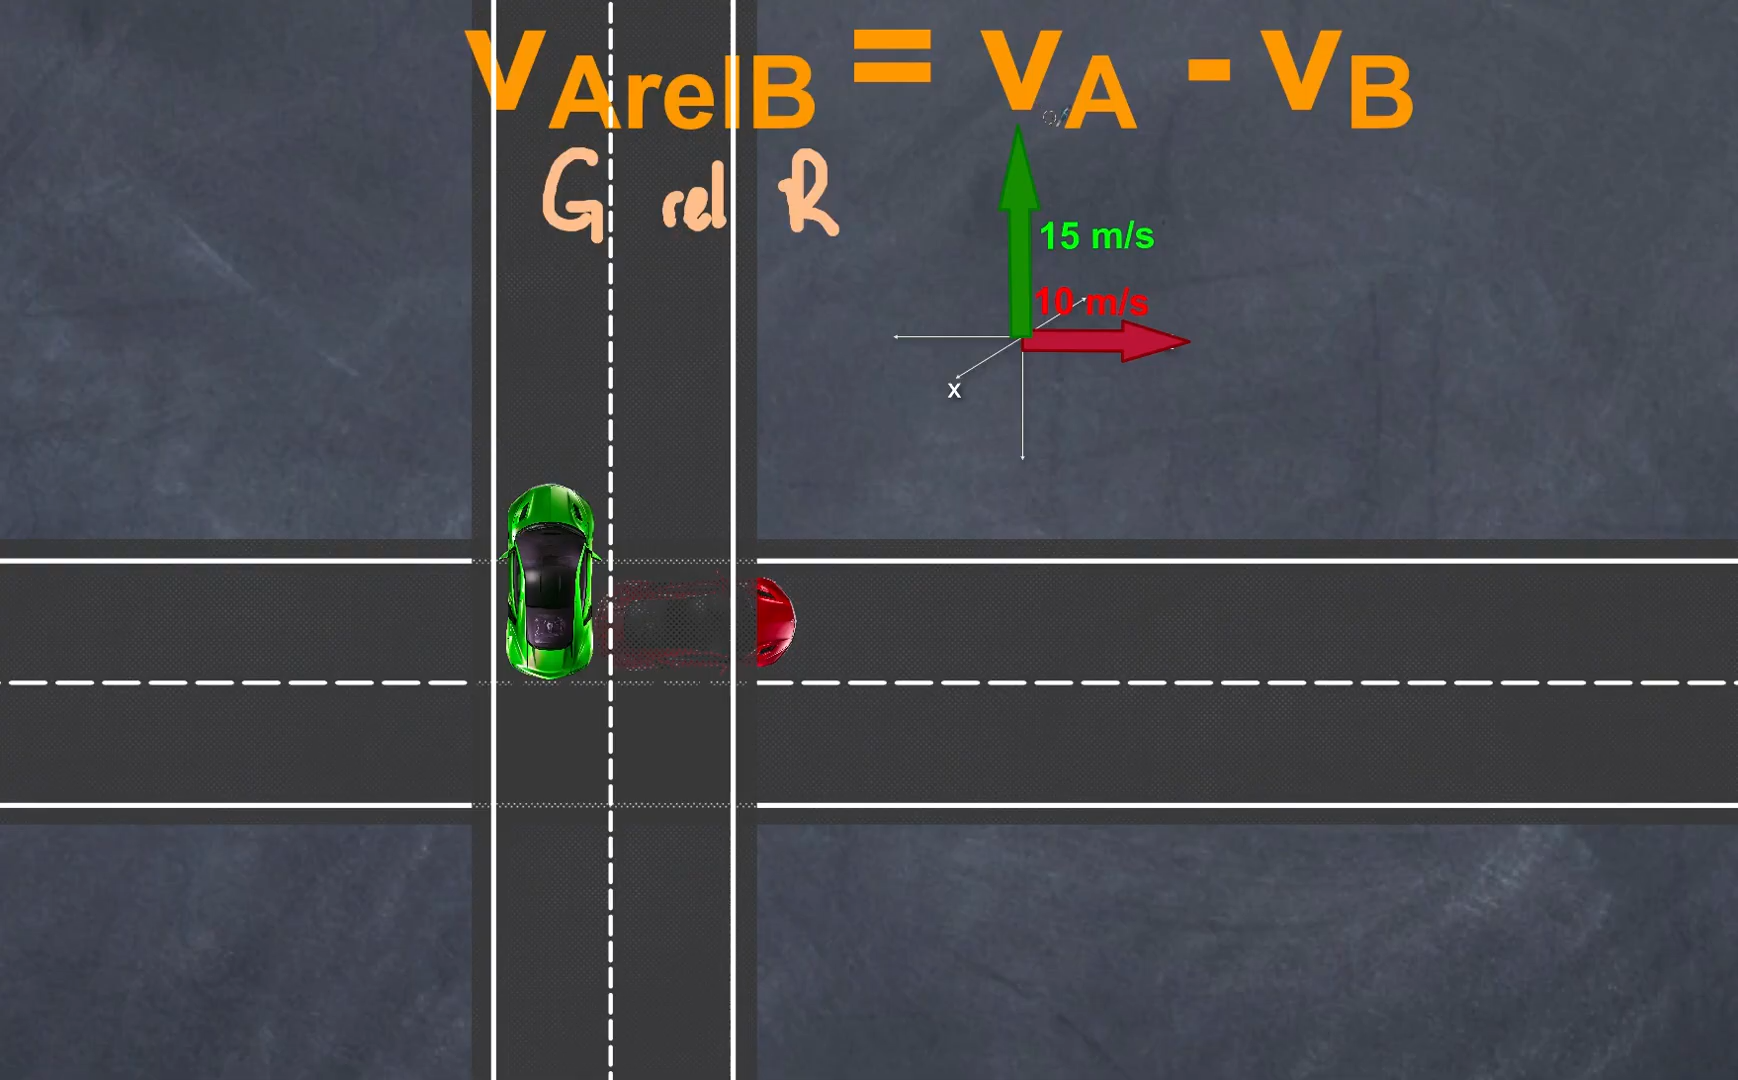 vArelB = vA - vB
G rel R
15 m/s
10 m/s
x